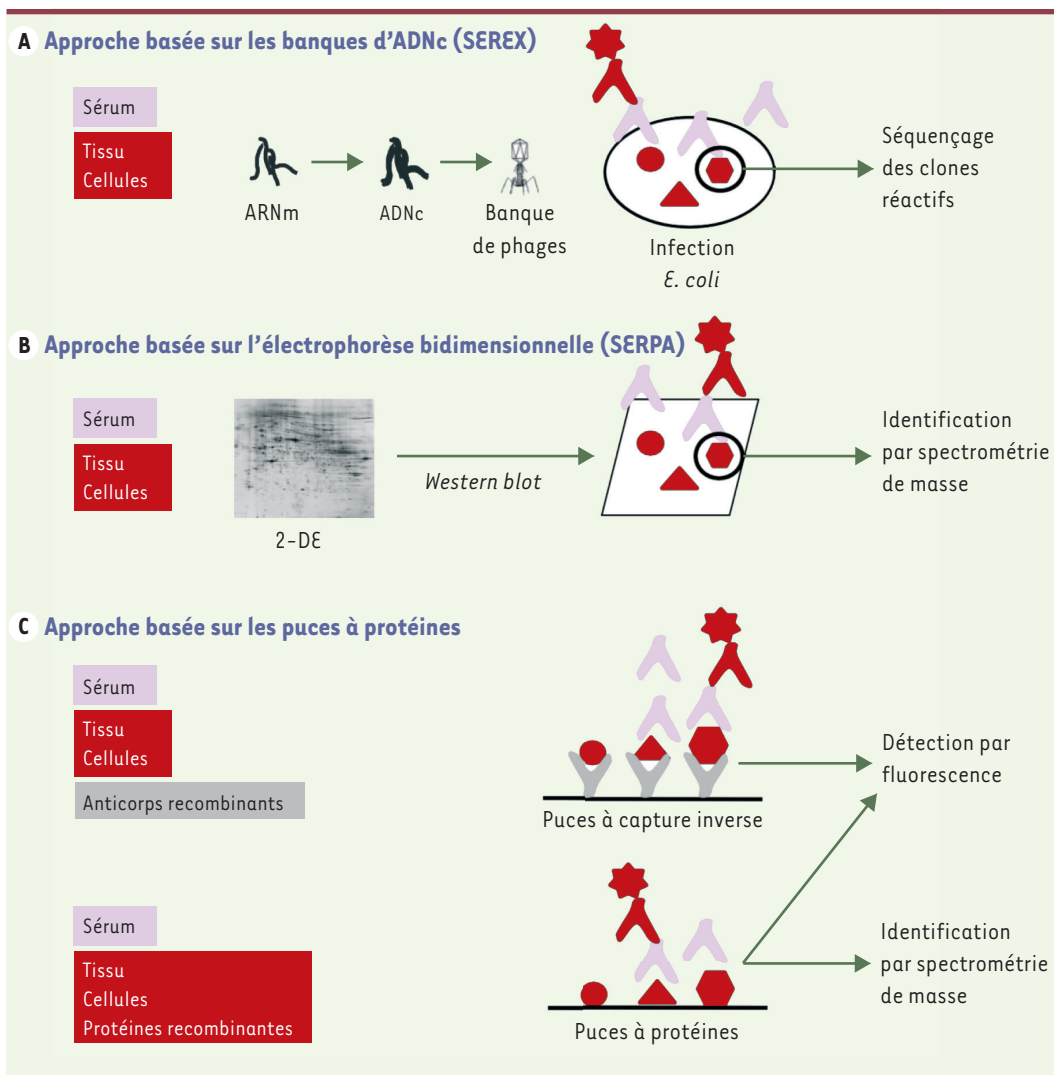 A Approche basée sur les banques d'ADNc (SEREX)
Sérum
Tissu
Cellules
ARNm
ADNc
Banque
de phages
Infection
E. coli
Séquençage
des clones
réactifs
B Approche basée sur l'électrophorèse bidimensionnelle (SERPA)
Sérum
Tissu
Cellules
2-DE
Western blot
Identification
par spectrométrie
de masse
C Approche basée sur les puces à protéines
Sérum
Tissu
Cellules
Anticorps recombinants
Puces à capture inverse
Détection par
fluorescence
Sérum
Tissu
Cellules
Protéines recombinantes
Puces à protéines
Identification
par spectrométrie
de masse